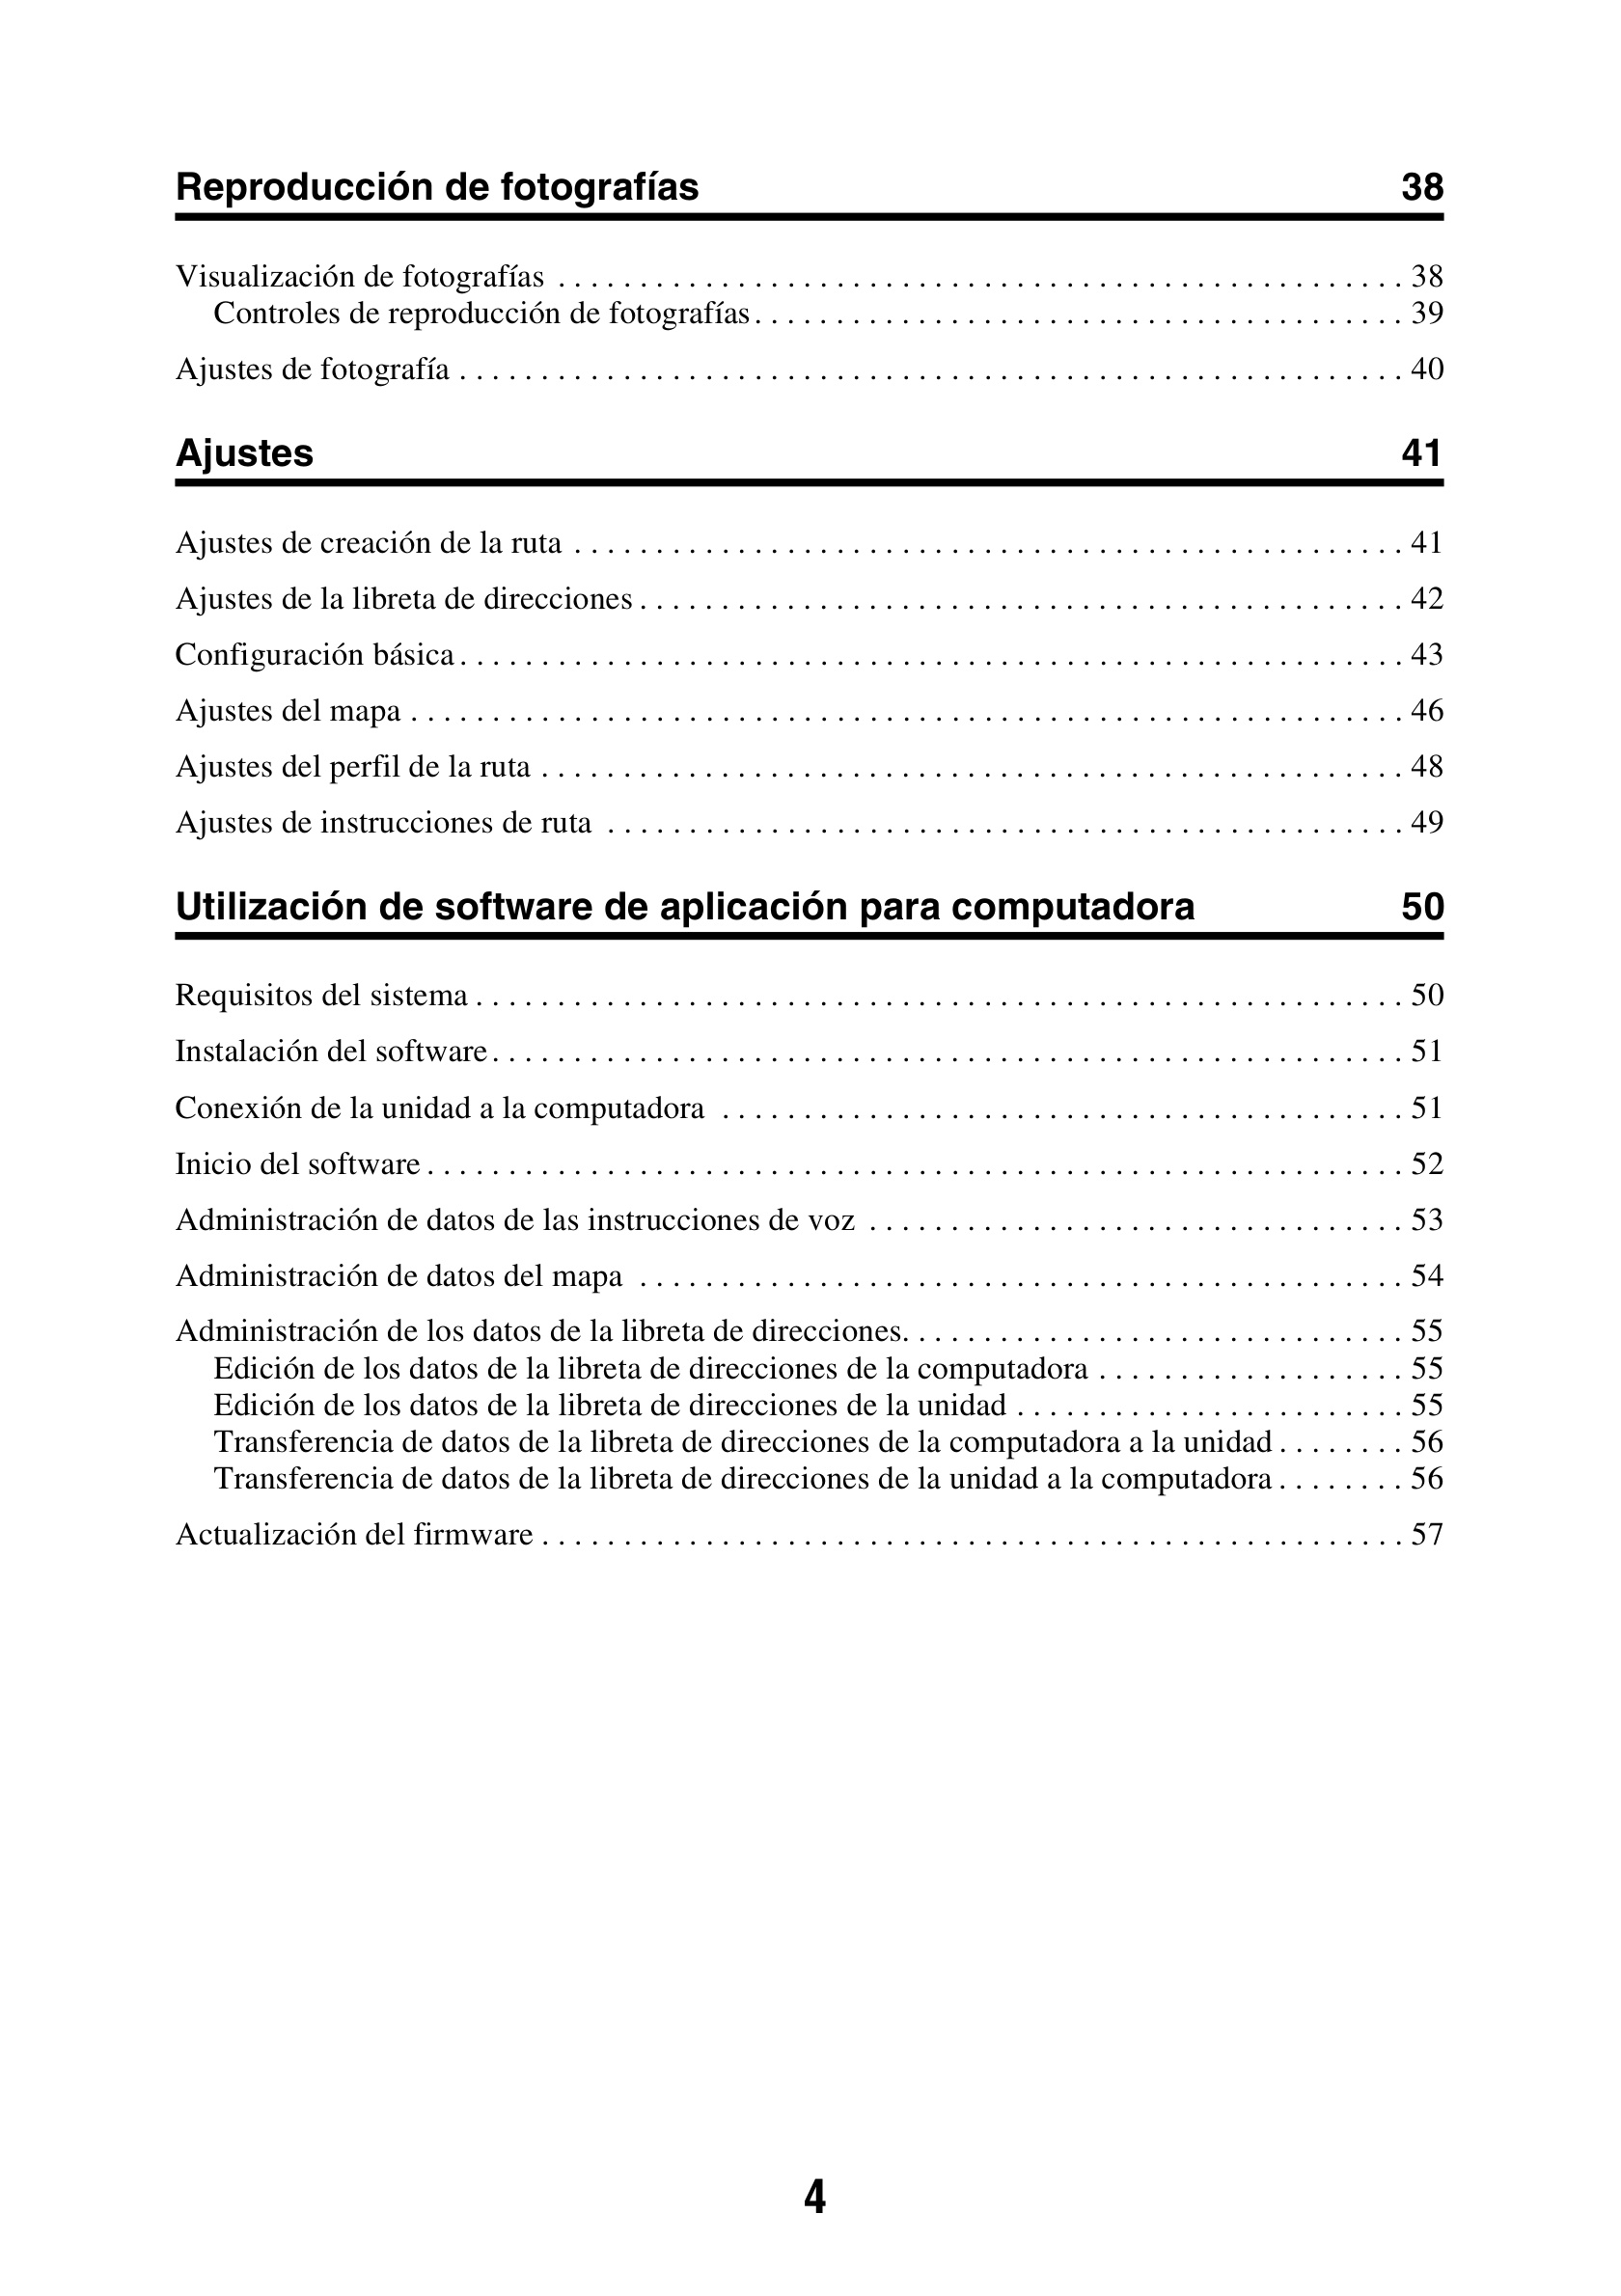 Reproducción de fotografías 38
Visualización de fotografías . . . . . . . . . . . . . . . . . . . . . . . . . . . . . . . . . . . . . . . . . . . . . . . . . . . . 38
Controles de reproducción de fotografías. . . . . . . . . . . . . . . . . . . . . . . . . . . . . . . . . . . . . . . . 39
Ajustes de fotografía . . . . . . . . . . . . . . . . . . . . . . . . . . . . . . . . . . . . . . . . . . . . . . . . . . . . . . . . . . 40
Ajustes 41
Ajustes de creación de la ruta . . . . . . . . . . . . . . . . . . . . . . . . . . . . . . . . . . . . . . . . . . . . . . . . . . . 41
Ajustes de la libreta de direcciones . . . . . . . . . . . . . . . . . . . . . . . . . . . . . . . . . . . . . . . . . . . . . . . 42
Configuración básica. . . . . . . . . . . . . . . . . . . . . . . . . . . . . . . . . . . . . . . . . . . . . . . . . . . . . . . . . . 43
Ajustes del mapa . . . . . . . . . . . . . . . . . . . . . . . . . . . . . . . . . . . . . . . . . . . . . . . . . . . . . . . . . . . . . 46
Ajustes del perfil de la ruta . . . . . . . . . . . . . . . . . . . . . . . . . . . . . . . . . . . . . . . . . . . . . . . . . . . . . 48
Ajustes de instrucciones de ruta . . . . . . . . . . . . . . . . . . . . . . . . . . . . . . . . . . . . . . . . . . . . . . . . . 49
Utilización de software de aplicación para computadora 50
Requisitos del sistema . . . . . . . . . . . . . . . . . . . . . . . . . . . . . . . . . . . . . . . . . . . . . . . . . . . . . . . . . 50
Instalación del software. . . . . . . . . . . . . . . . . . . . . . . . . . . . . . . . . . . . . . . . . . . . . . . . . . . . . . . . 51
Conexión de la unidad a la computadora . . . . . . . . . . . . . . . . . . . . . . . . . . . . . . . . . . . . . . . . . . 51
Inicio del software . . . . . . . . . . . . . . . . . . . . . . . . . . . . . . . . . . . . . . . . . . . . . . . . . . . . . . . . . . . . 52
Administración de datos de las instrucciones de voz . . . . . . . . . . . . . . . . . . . . . . . . . . . . . . . . . 53
Administración de datos del mapa . . . . . . . . . . . . . . . . . . . . . . . . . . . . . . . . . . . . . . . . . . . . . . . 54
Administración de los datos de la libreta de direcciones. . . . . . . . . . . . . . . . . . . . . . . . . . . . . . . 55
Edición de los datos de la libreta de direcciones de la computadora . . . . . . . . . . . . . . . . . . . 55
Edición de los datos de la libreta de direcciones de la unidad . . . . . . . . . . . . . . . . . . . . . . . . 55
Transferencia de datos de la libreta de direcciones de la computadora a la unidad . . . . . . . . 56
Transferencia de datos de la libreta de direcciones de la unidad a la computadora . . . . . . . . 56
Actualización del firmware . . . . . . . . . . . . . . . . . . . . . . . . . . . . . . . . . . . . . . . . . . . . . . . . . . . . . 57
4